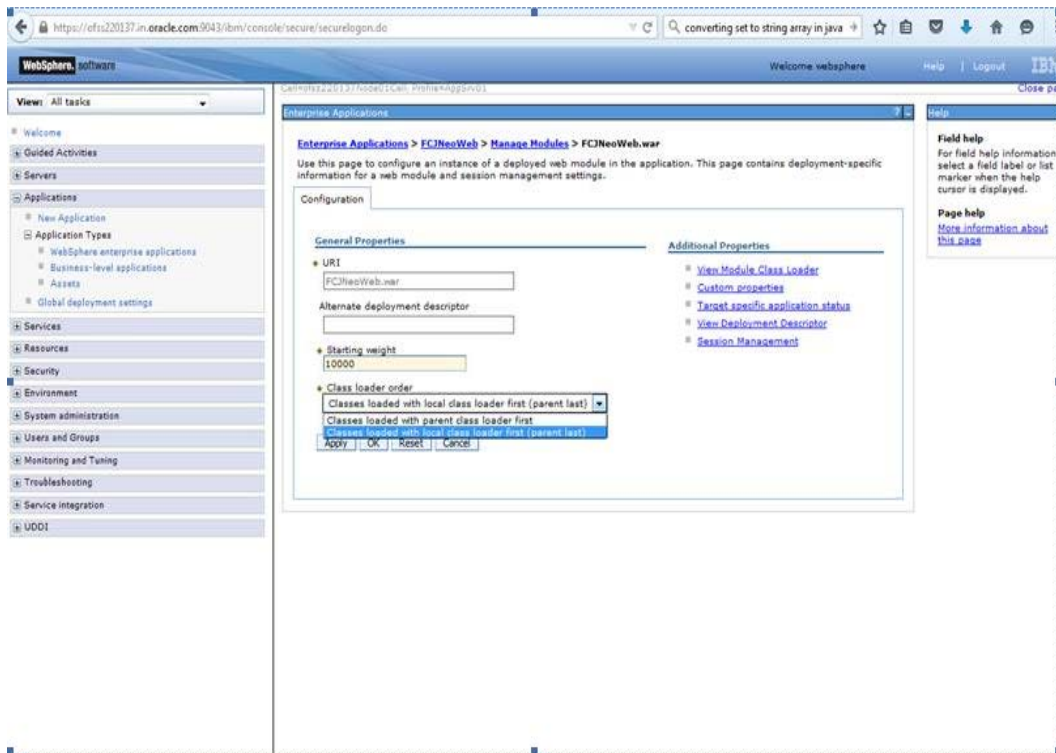 https://ofss220137.in.oracle.com:9043/ibm/console/secure/securelogon.do
converting set to string array in java
WebSphere. software
Welcome websphere
Help | Logout
IBM
View: All tasks
Cell=ofss220137Node01Cell, Profile=AppSrv01
Close pa
Welcome
Guided Activities
Servers
Applications
New Application
Application Types
WebSphere enterprise applications
Business-level applications
Assets
Global deployment settings
Services
Resources
Security
Environment
System administration
Users and Groups
Monitoring and Tuning
Troubleshooting
Service integration
UDDI
Enterprise Applications
? -
Enterprise Applications > FCJNeoWeb > Manage Modules > FCJNeoWeb.war
Use this page to configure an instance of a deployed web module in the application. This page contains deployment-specific
information for a web module and session management settings.
Configuration
General Properties
URI
FCJNeoWeb.war
Alternate deployment descriptor
Starting weight
10000
Class loader order
Classes loaded with local class loader first (parent last)
Classes loaded with parent class loader first
Classes loaded with local class loader first (parent last)
Apply OK Reset Cancel
Additional Properties
View Module Class Loader
Custom properties
Target specific application status
View Deployment Descriptor
Session Management
Help
Field help
For field help information
select a field label or list
marker when the help
cursor is displayed.
Page help
More information about
this page